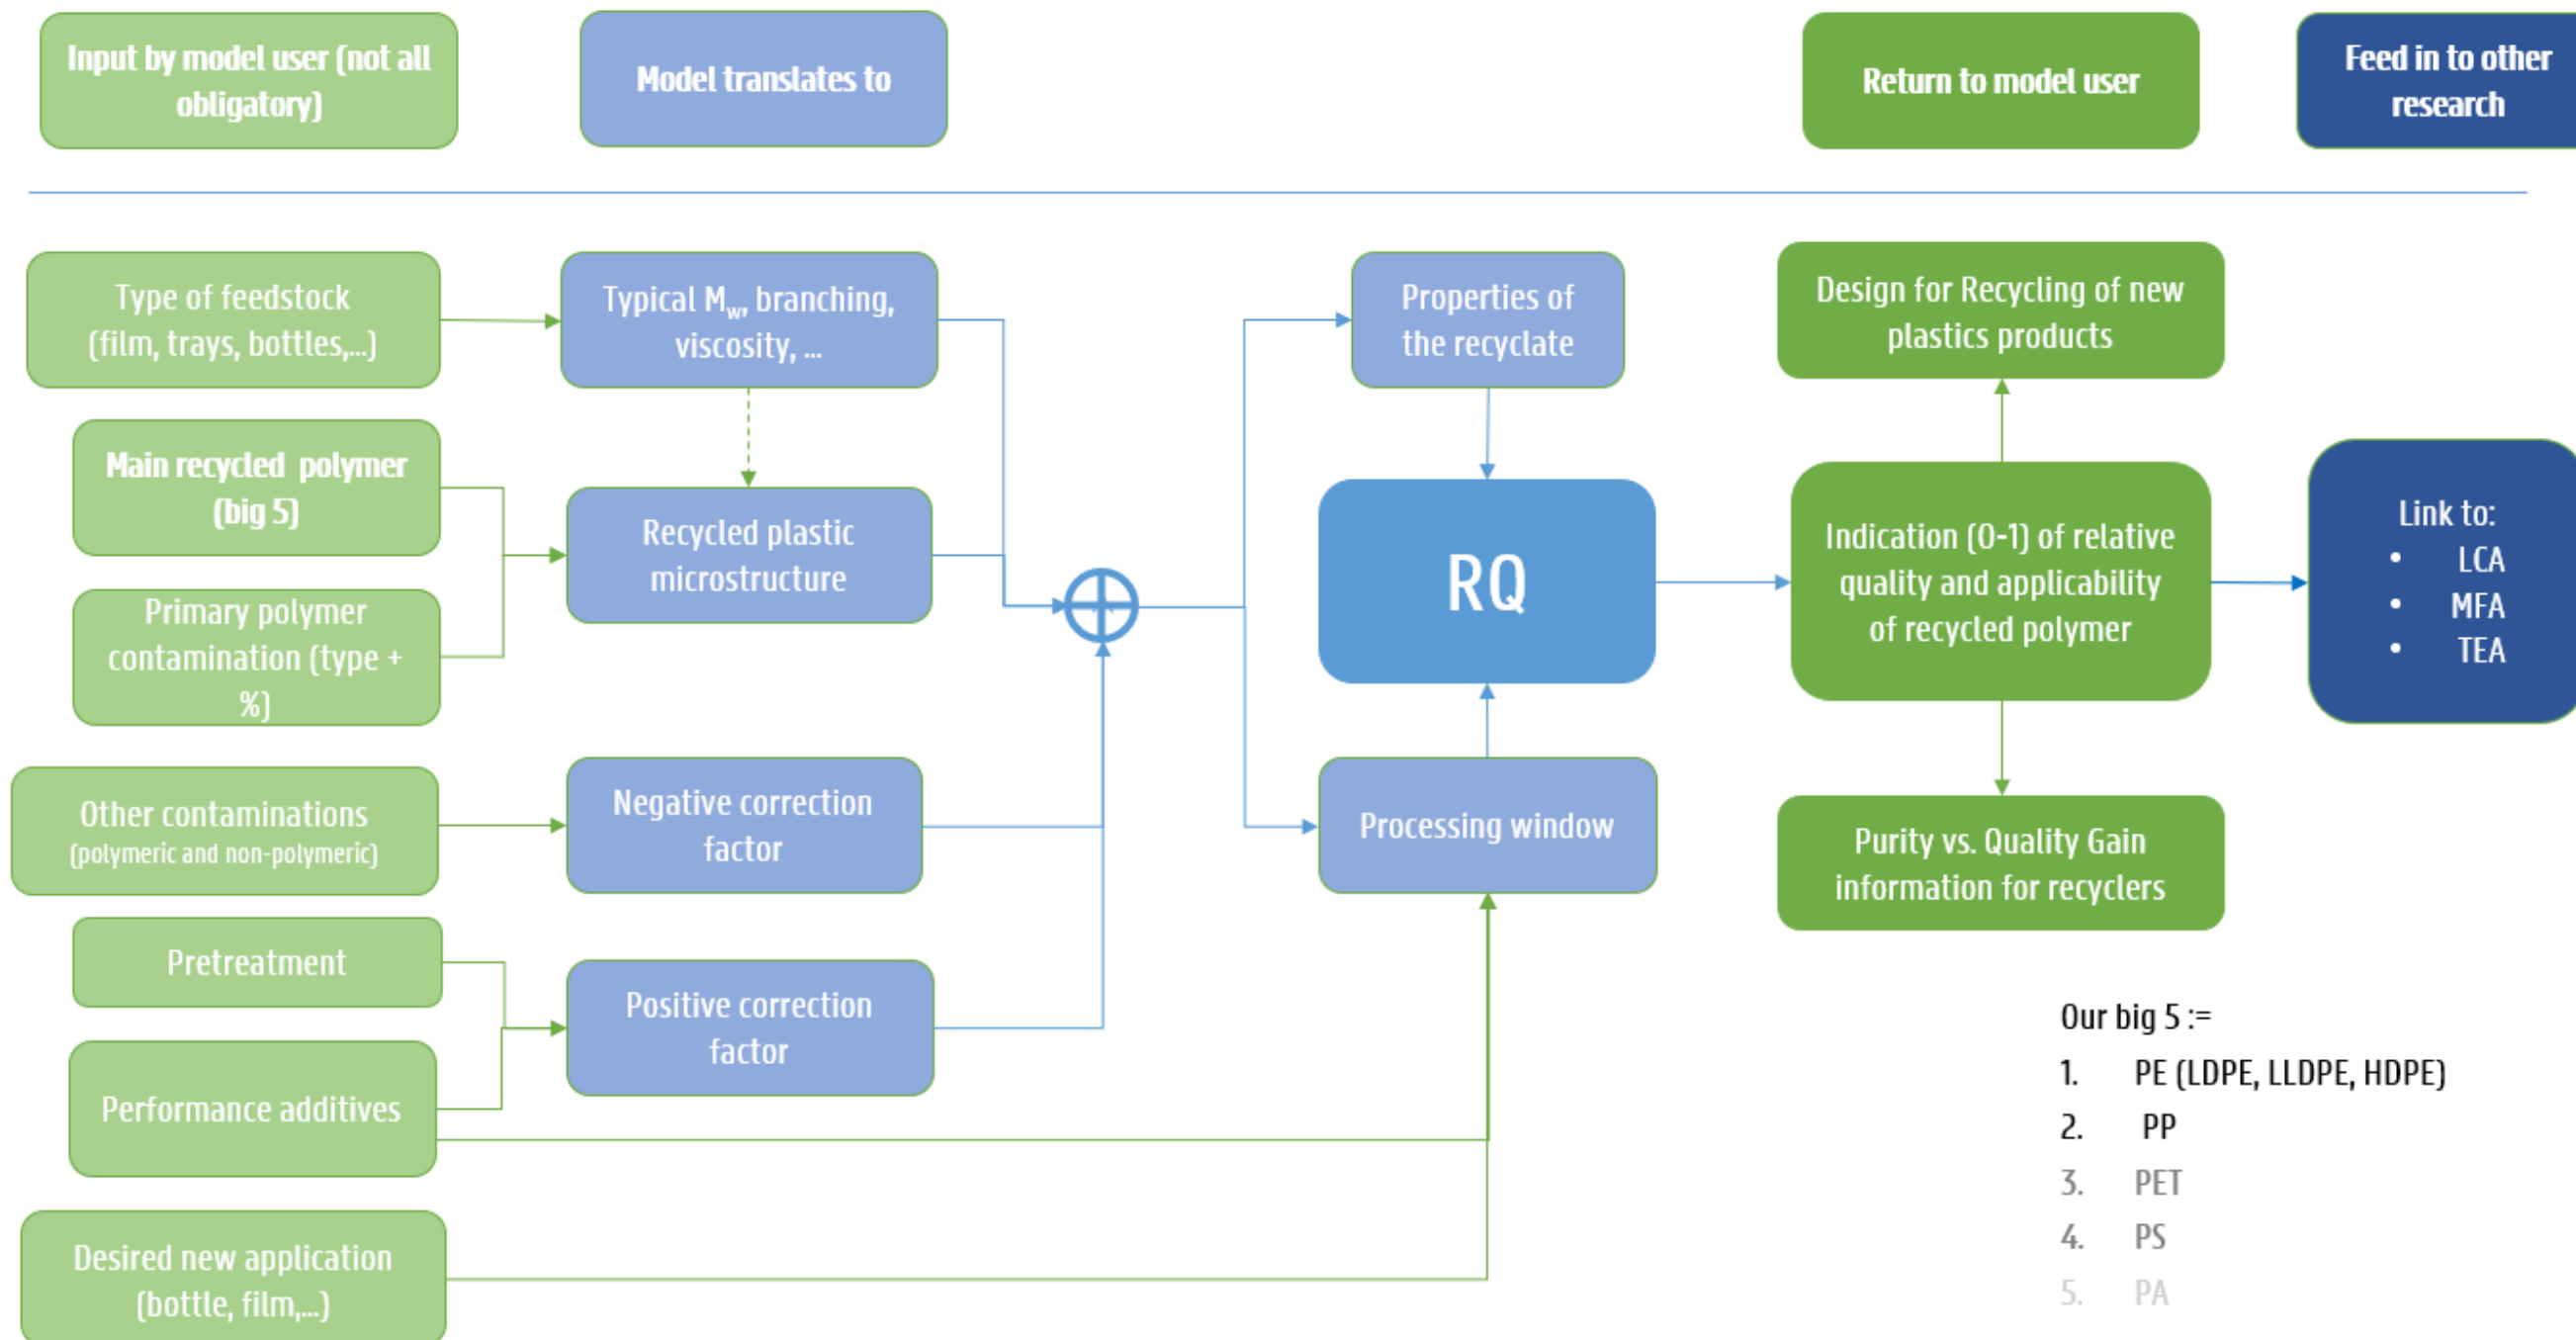 Input by model user (not all
obligatory)
Model translates to
Return to model user
Feed in to other
research
Type of feedstock
(film, trays, bottles,...)
Typical Mw, branching,
viscosity, ...
Properties of
the recyclate
Design for Recycling of new
plastics products
Main recycled polymer
(big 5)
Primary polymer
contamination (type +
%)
Recycled plastic
microstructure
RQ
Indication (0-1) of relative
quality and applicability
of recycled polymer
Link to:
• LCA
• MFA
• TEA
Other contaminations
(polymeric and non-polymeric)
Negative correction
factor
Processing window
Purity vs. Quality Gain
information for recyclers
Pretreatment
Performance additives
Positive correction
factor
Desired new application
(bottle, film,...)
Our big 5 :=
1. PE (LDPE, LLDPE, HDPE)
2. PP
3. PET
4. PS
5. PA